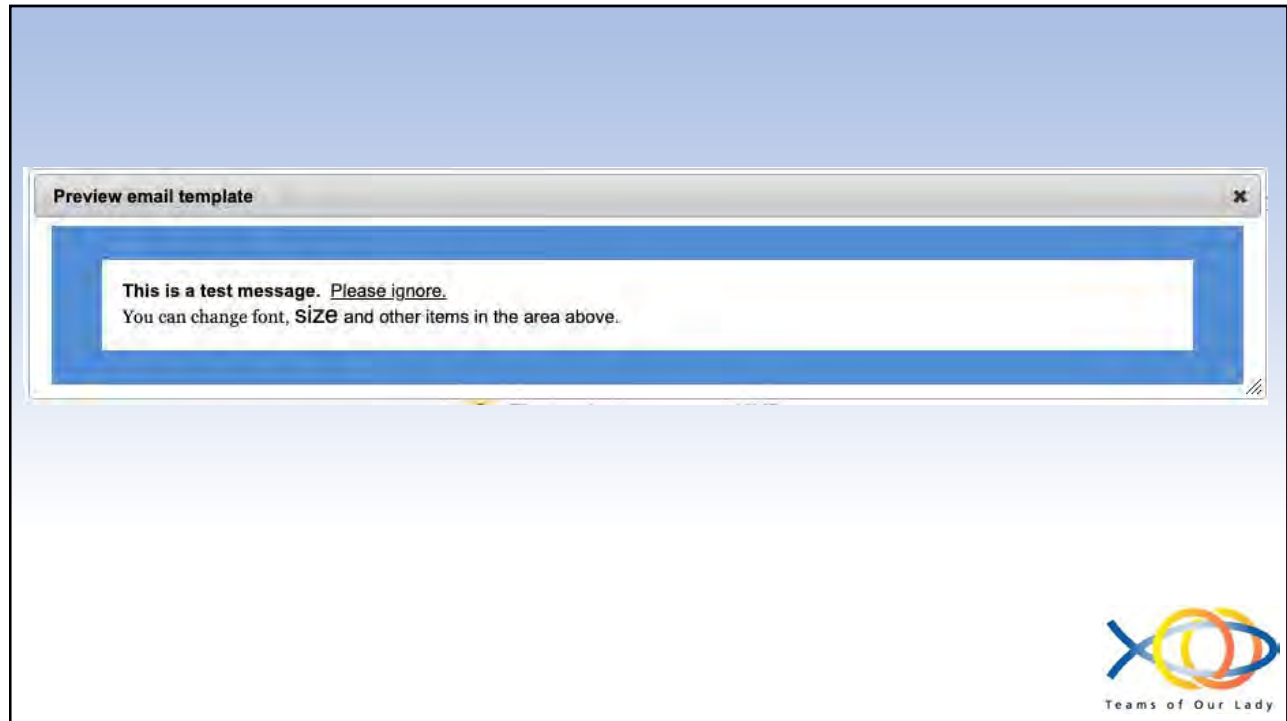 Preview email template
This is a test message. Please ignore.
You can change font, size and other items in the area above.
Teams of Our Lady